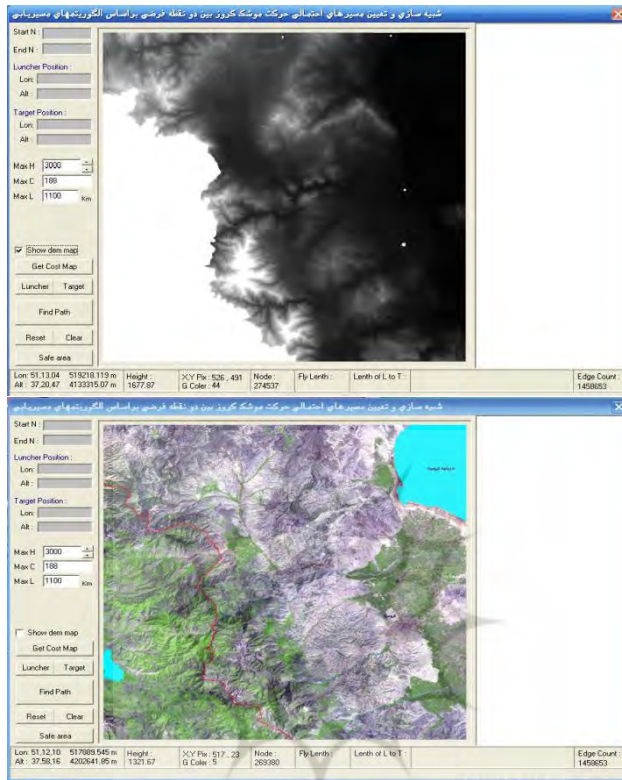 شبیه سازی و تعیین مسیرهای احتمالی حرکت موشک کروز بین دو نقطه فرضی براساس الگوریتمهای مسیریابی
Start N :
End N :
Luncher Position :
Lon:
Alt :
Target Position :
Lon:
Alt :
Max H 3000
Max C 188
Max L 1100 Km
Show dem map
Get Cost Map
Luncher Target
Find Path
Reset Clear
Safe area
Lon: 51,13,04 519218.119 m Height : X,Y Pix : 526 , 491 Node : Fly Lenth : Lenth of L to T : Edge Count :
Alt : 37,20,47 4133315.07 m 1677.87 G Coler : 44 274537 1458653
شبیه سازی و تعیین مسیرهای احتمالی حرکت موشک کروز بین دو نقطه فرضی براساس الگوریتمهای مسیریابی
Start N :
End N :
Luncher Position :
Lon:
Alt :
Target Position :
Lon:
Alt :
Max H 3000
Max C 188
Max L 1100 Km
Show dem map
Get Cost Map
Luncher Target
Find Path
Reset Clear
Safe area
Lon: 51,12,10 517889.545 m Height : X,Y Pix : 517 , 23 Node : Fly Lenth : Lenth of L to T : Edge Count :
Alt : 37,58,16 4202641.85 m 1321.67 G Coler : 5 269380 1458653